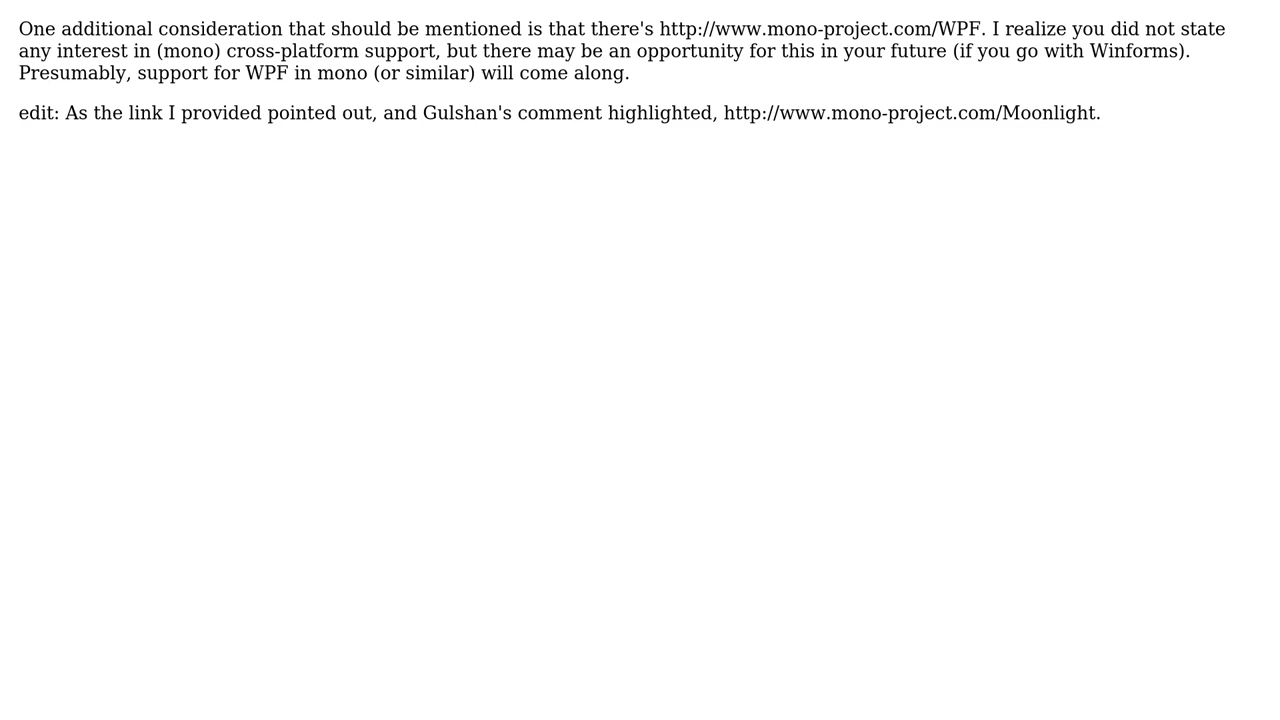 One additional consideration that should be mentioned is that there's http://www.mono-project.com/WPF. I realize you did not state
any interest in (mono) cross-platform support, but there may be an opportunity for this in your future (if you go with Winforms).
Presumably, support for WPF in mono (or similar) will come along.
edit: As the link I provided pointed out, and Gulshan's comment highlighted, http://www.mono-project.com/Moonlight.